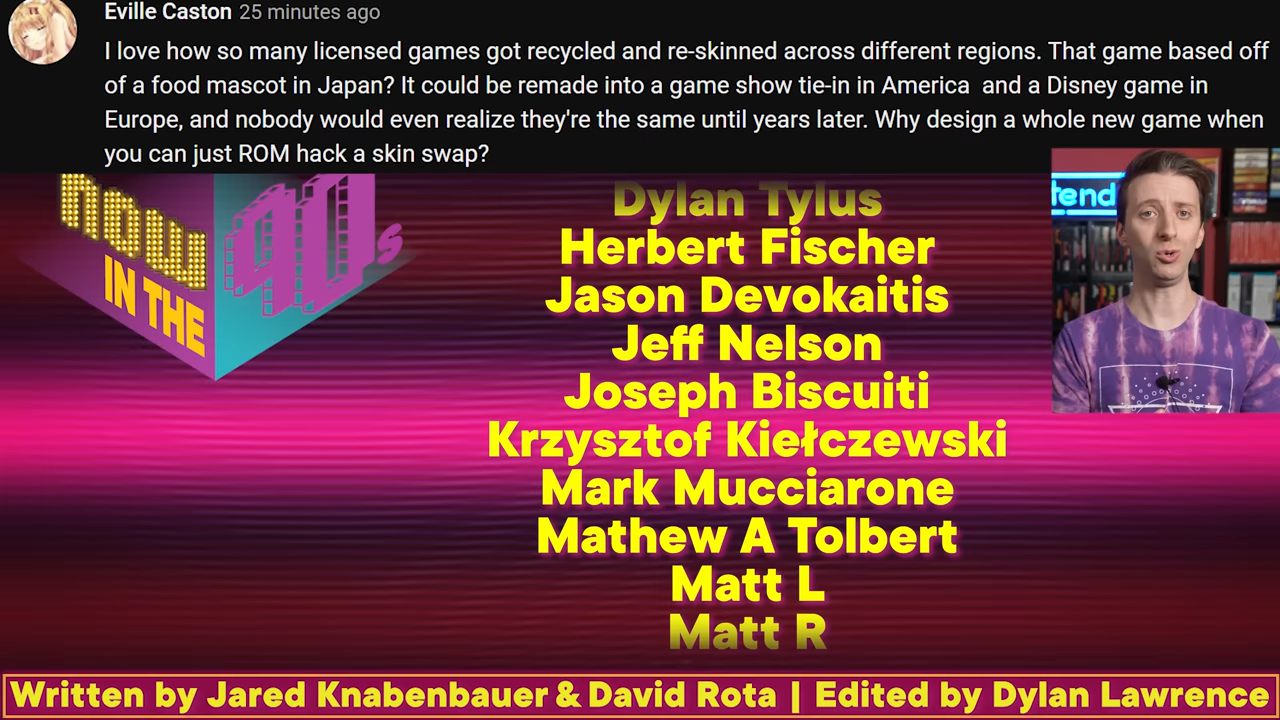 Eville Caston 25 minutes ago
I love how so many licensed games got recycled and re-skinned across different regions. That game based off
of a food mascot in Japan? It could be remade into a game show tie-in in America and a Disney game in
Europe, and nobody would even realize they're the same until years later. Why design a whole new game when
you can just ROM hack a skin swap?
NOW
IN THE
40s
tend
Dylan Tylus
Herbert Fischer
Jason Devokaitis
Jeff Nelson
Joseph Biscuiti
Krzysztof Kiełczewski
Mark Mucciarone
Mathew A Tolbert
Matt L
Matt R
Written by Jared Knabenbauer & David Rota | Edited by Dylan Lawrence